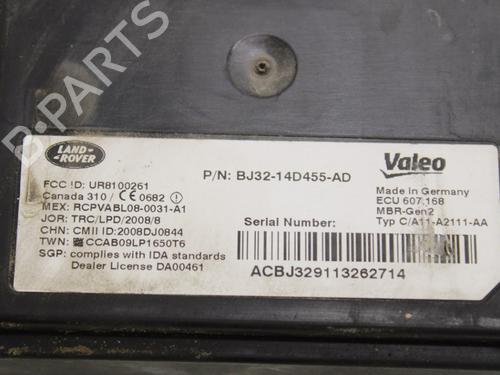 B-PARTS
LAND-
ROVER
FCC ID: UR8100261
Canada 310 / CE 0682
MEX: RCPVABL08-0031-A1
JOR: TRC/LPD/2008/8
CHN: CMII ID:2008DJ0844
TWN: CCAB09LP1650T6
SGP: complies with IDA standards
Dealer License DA00461
P/N: BJ32-14D455-AD
Serial Number:
ACBJ329113262714
Valeo
Made in Germany
ECU 607.168
MBR-Gen2
Typ C/A11-A2111-AA